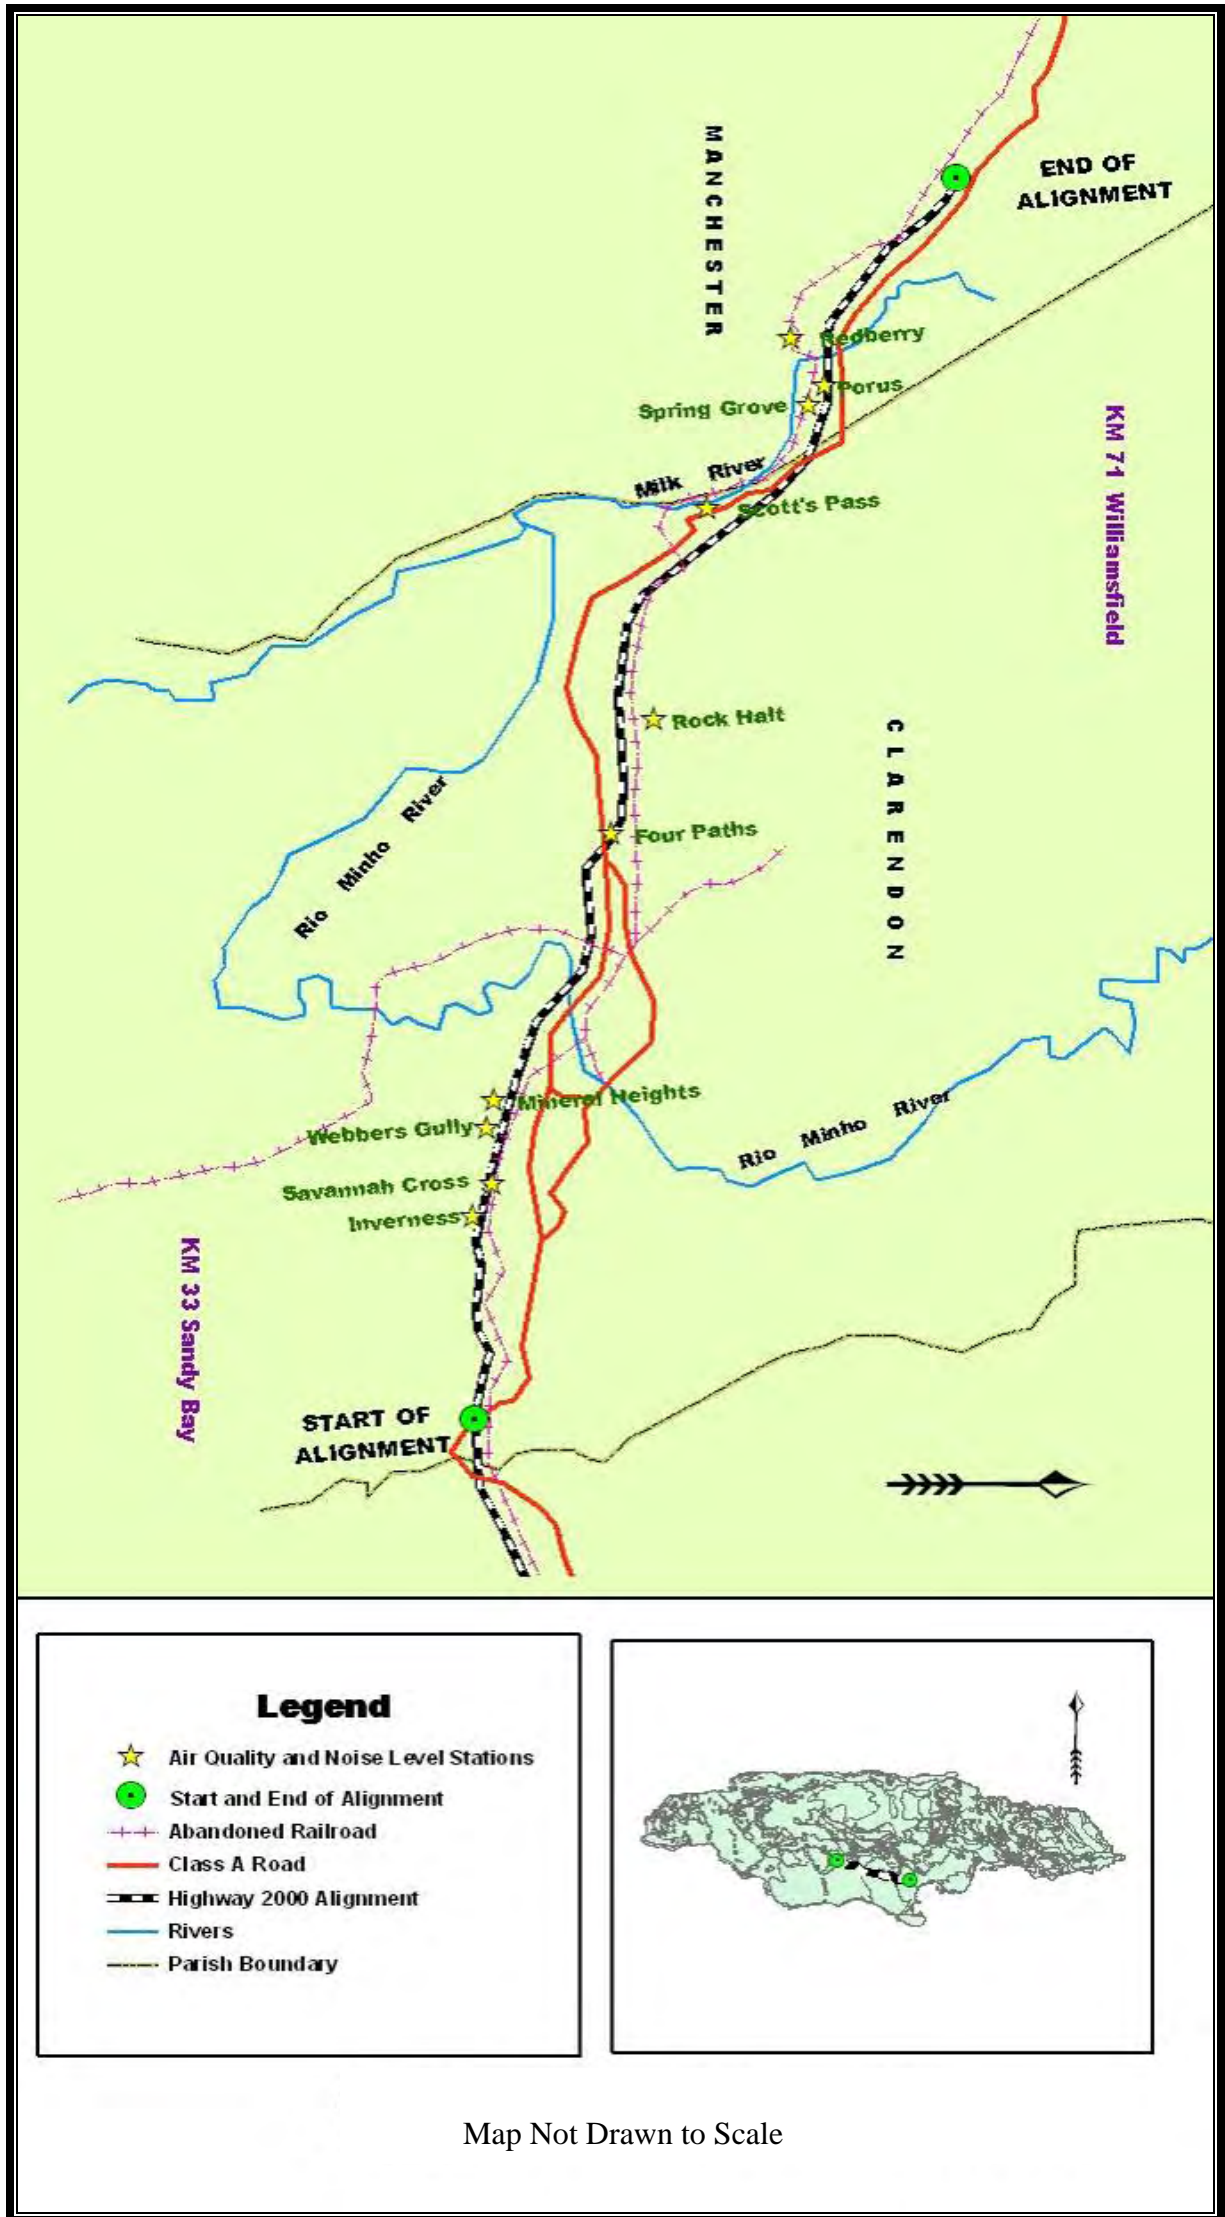 MANCHESTER
END OF
ALIGNMENT
Redberry
Porus
Spring Grove
KM 71 Williamsfield
Milk River
Scott's Pass
Rock Halt
CLARENDON
Rio Minho River
Four Paths
Mineral Heights
Webbers Gully
Rio Minho River
Savannah Cross
Inverness
KM 33 Sandy Bay
START OF
ALIGNMENT
Legend
Air Quality and Noise Level Stations
Start and End of Alignment
Abandoned Railroad
Class A Road
Highway 2000 Alignment
Rivers
Parish Boundary
Map Not Drawn to Scale